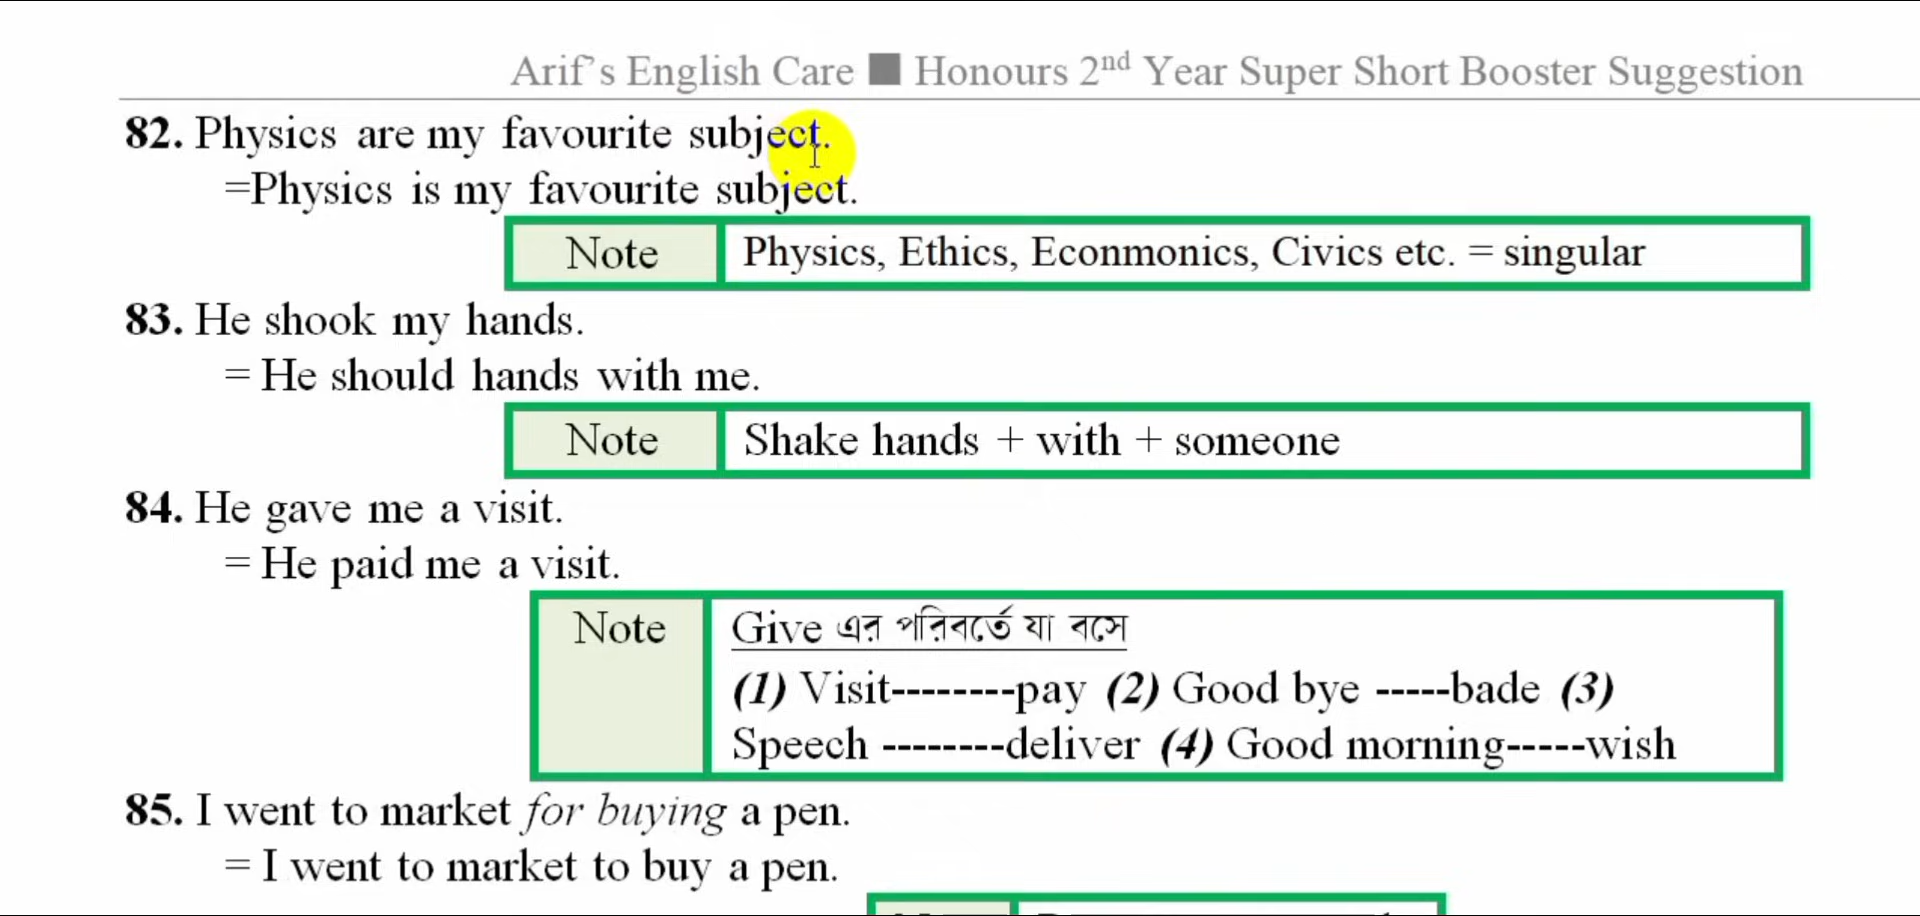 Arif's English Care ■ Honours 2nd Year Super Short Booster Suggestion
82. Physics are my favourite subject.
=Physics is my favourite subject.
Note Physics, Ethics, Econmonics, Civics etc. = singular
83. He shook my hands.
= He should hands with me.
Note Shake hands + with + someone
84. He gave me a visit.
= He paid me a visit.
Note Give এর পরিবর্তে যা বসে
(1) Visit--------pay (2) Good bye -----bade (3)
Speech --------deliver (4) Good morning-----wish
85. I went to market for buying a pen.
= I went to market to buy a pen.